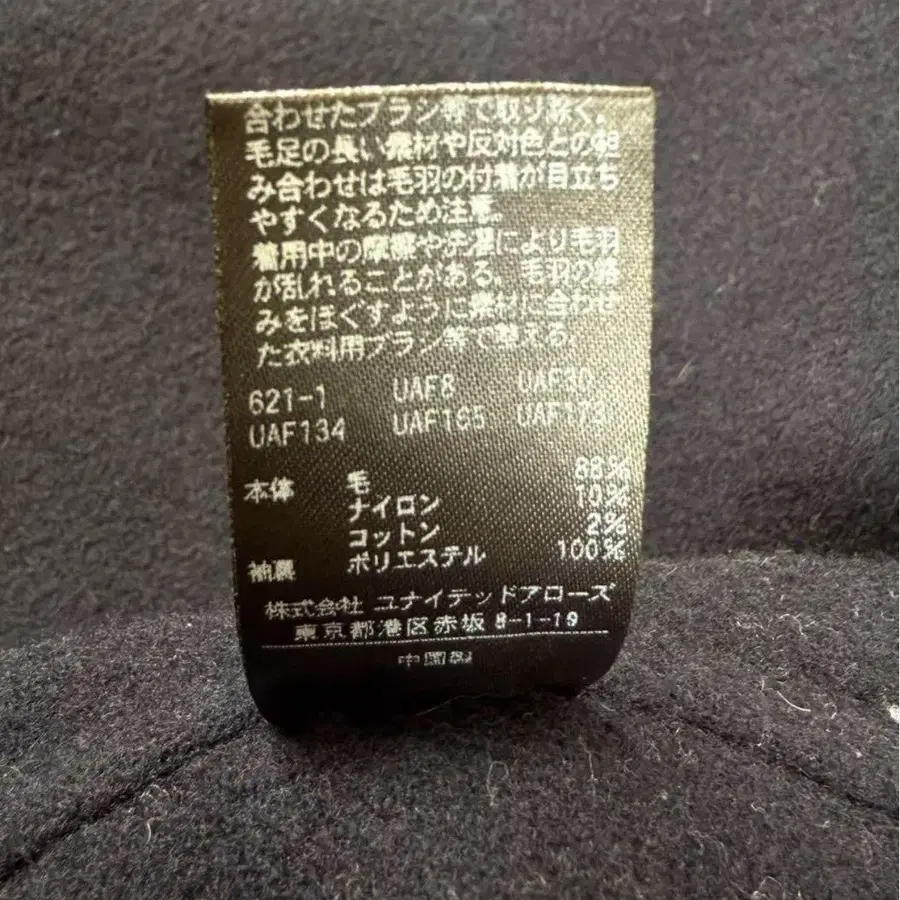 合わせたブラシ等で取り除く。
毛足の長い素材や反対色との組
み合わせは毛羽の付着が目立ち
やすくなるため注意。
着用中の摩擦や洗濯により毛羽
が乱れることがある。毛羽の絡
みをほぐすように素材に合わせ
た衣料用ブラシ等で整える。
621-1 UAF8 UAF30
UAF134 UAF165
本体 毛 88%
ナイロン 10%
コットン 2%
袖裏 ポリエステル 100%
株式会社 ユナイテッドアローズ
東京都港区赤坂 8-1-19
中国製